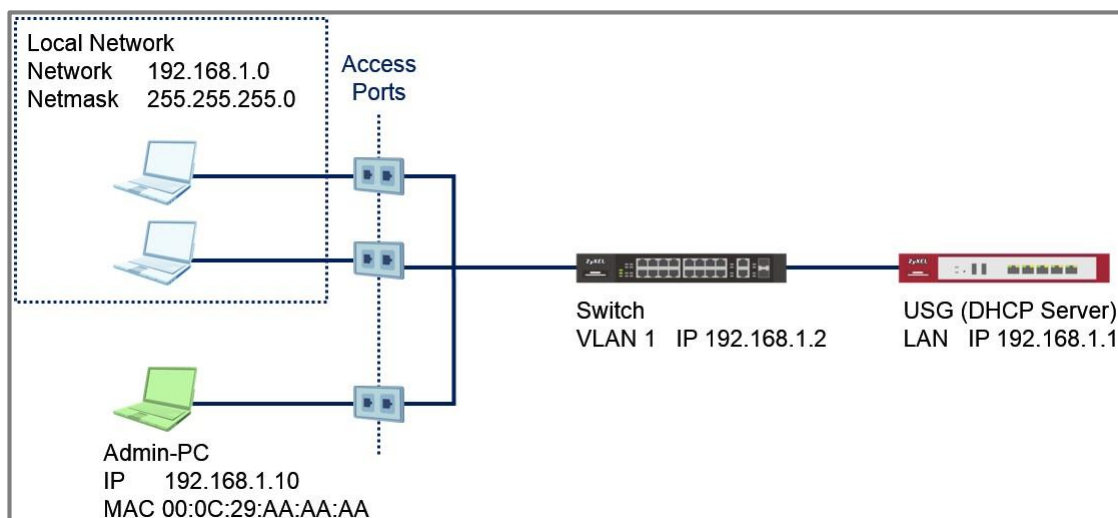 Local Network
Network 192.168.1.0
Netmask 255.255.255.0
Access
Ports
ZyXEL
ZyXEL
Switch
VLAN 1 IP 192.168.1.2
USG (DHCP Server)
LAN IP 192.168.1.1
Admin-PC
IP 192.168.1.10
MAC 00:0C:29:AA:AA:AA